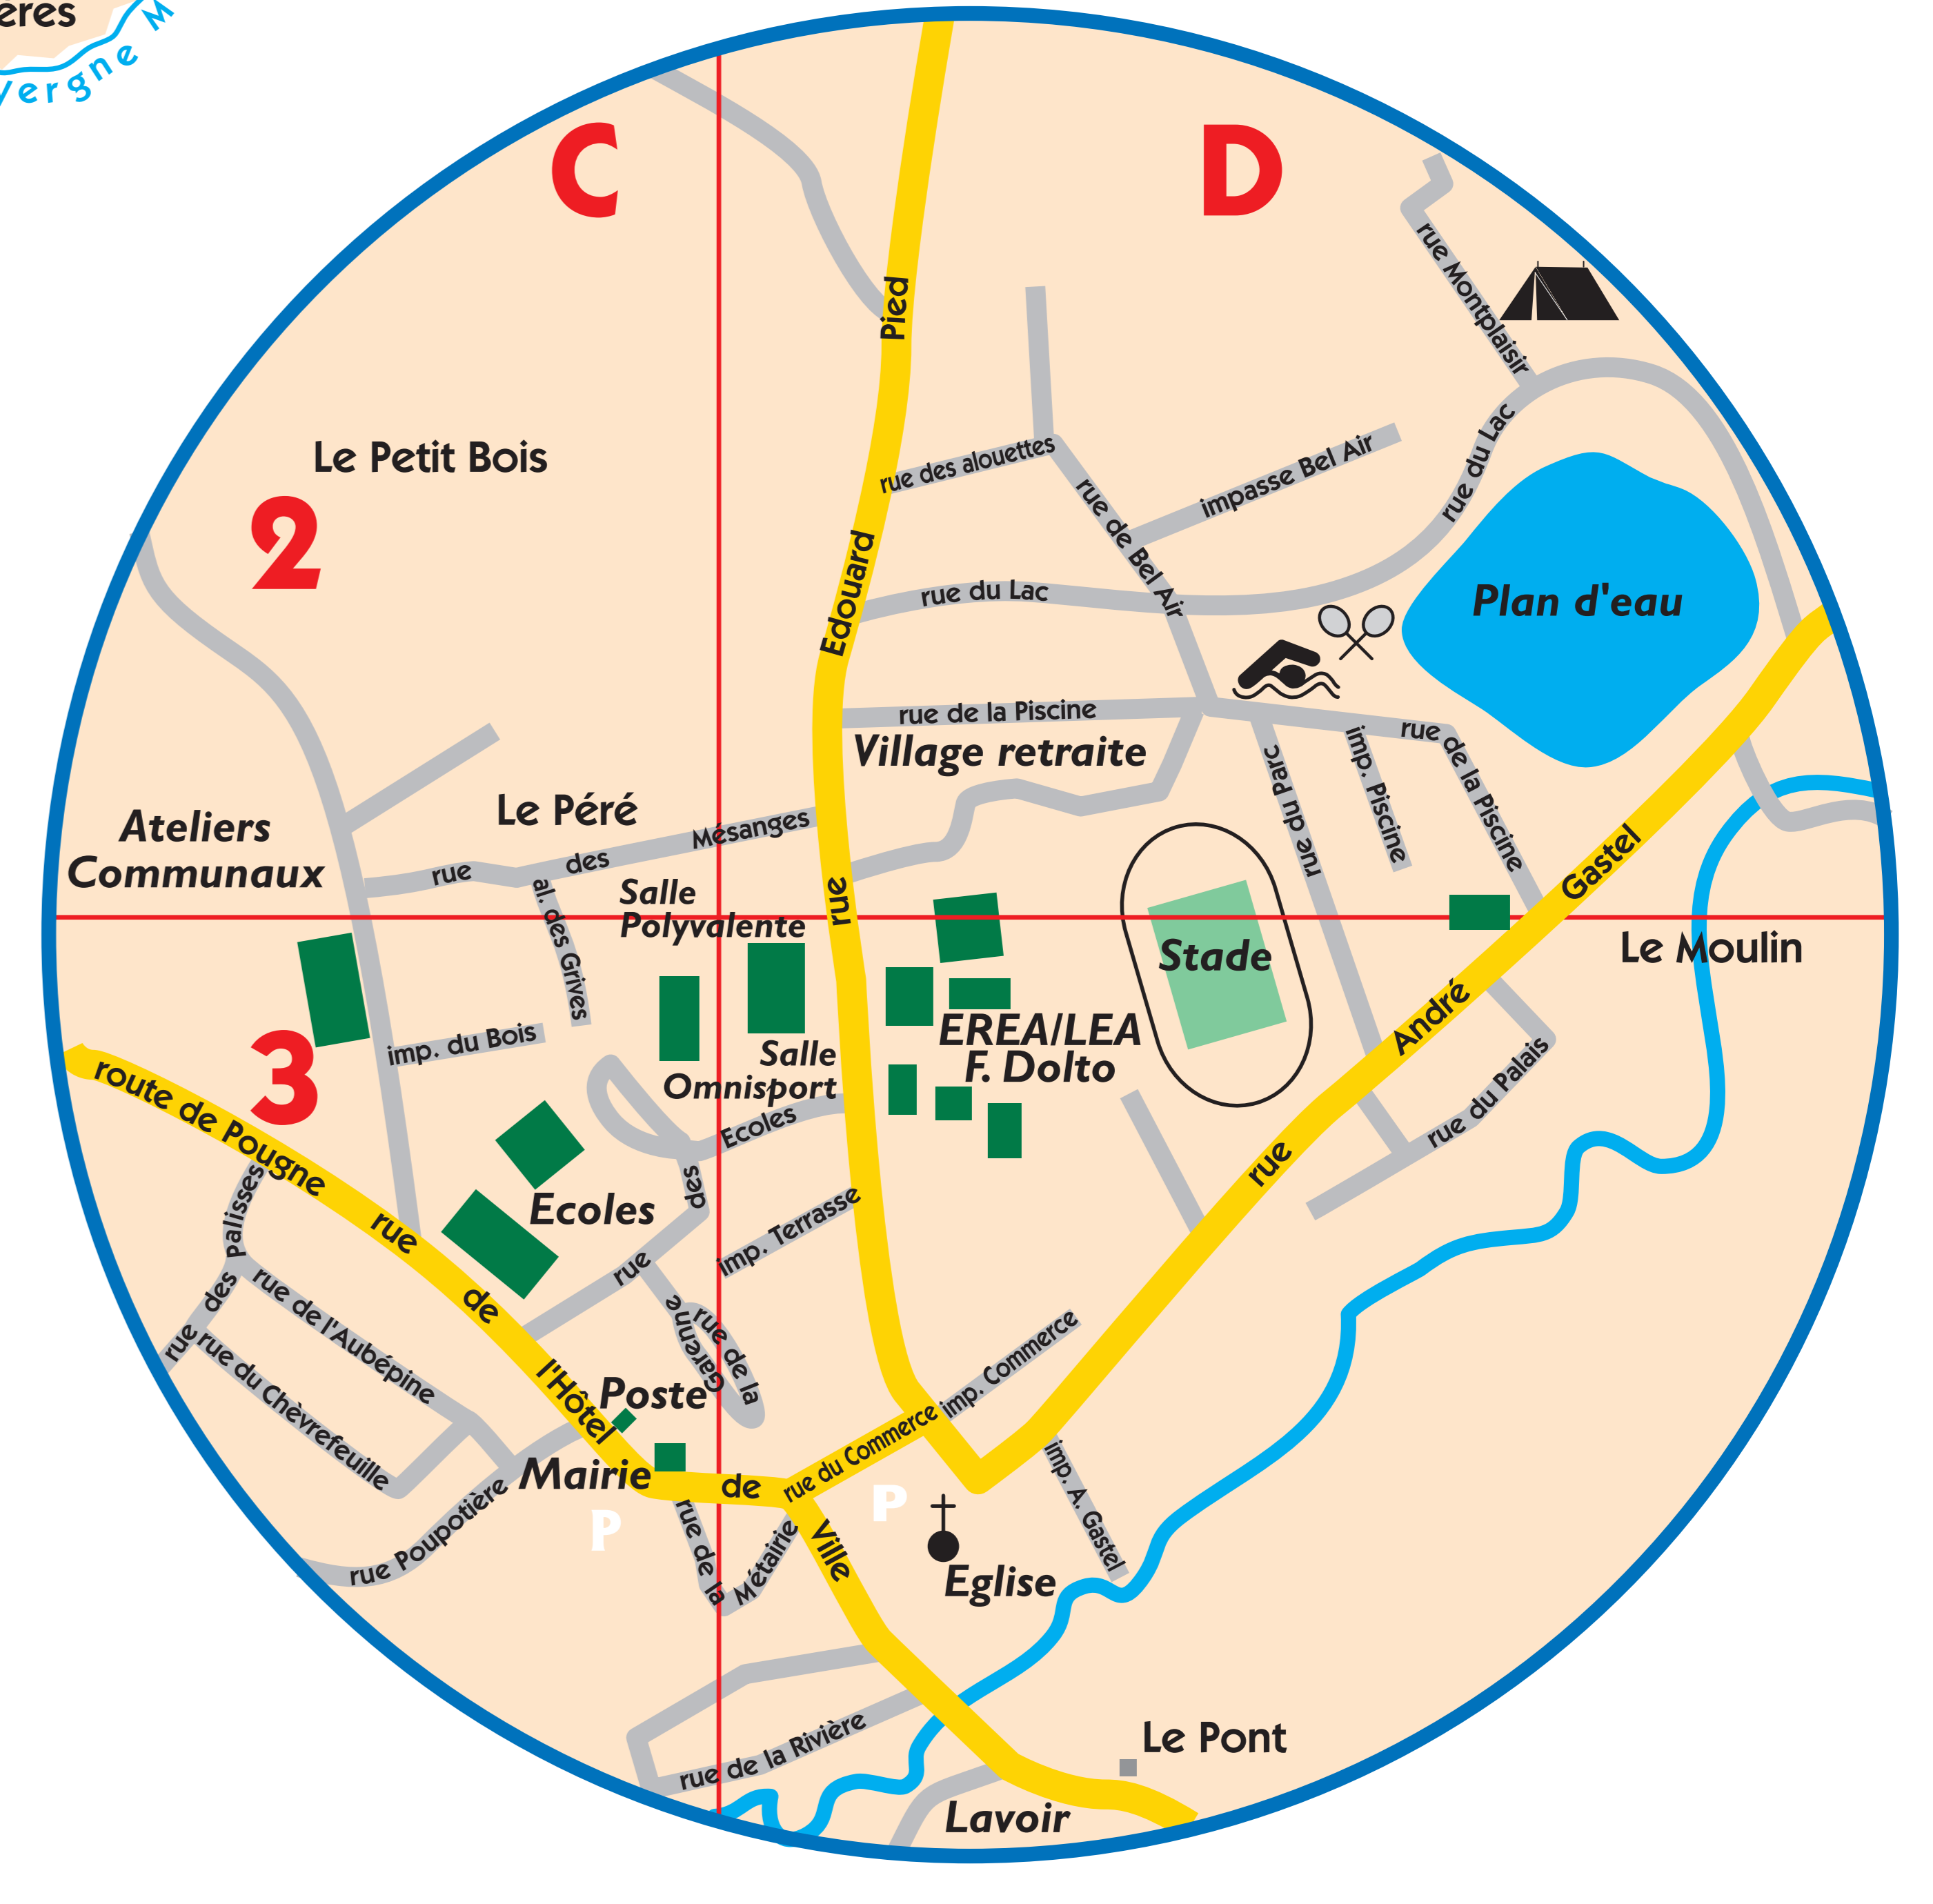 ères
Vergne M
C
D
rue Montplaisir
Pied
Le Petit Bois
2
rue des alouettes
impasse Bel Air
rue du Lac
rue de Bel Air
Edouard
rue du Lac
Plan d'eau
rue de la Piscine
Village retraite
rue de la Piscine
imp. Piscine
rue du Parc
Le Péré
Ateliers
Communaux
rue des Mésanges
al. des Grives
Salle
Polyvalente
rue
Gastel
Stade
Le Moulin
André
3
imp. du Bois
Salle
Omnisport
EREA/LEA
F. Dolto
route de Pougne
Ecoles
des
rue
rue du Palais
rue
Ecoles
imp. Terrasse
rue des Palisses
rue
de
l'Hôtel
de
Ville
rue de l'Aubépine
rue du Chèvrefeuille
rue de la
Garenne
imp. Commerce
Poste
rue du Commerce
Mairie
P
P
imp. A. Gastel
rue Poupotière
rue de la
Métairie
Eglise
rue de la Rivière
Le Pont
Lavoir